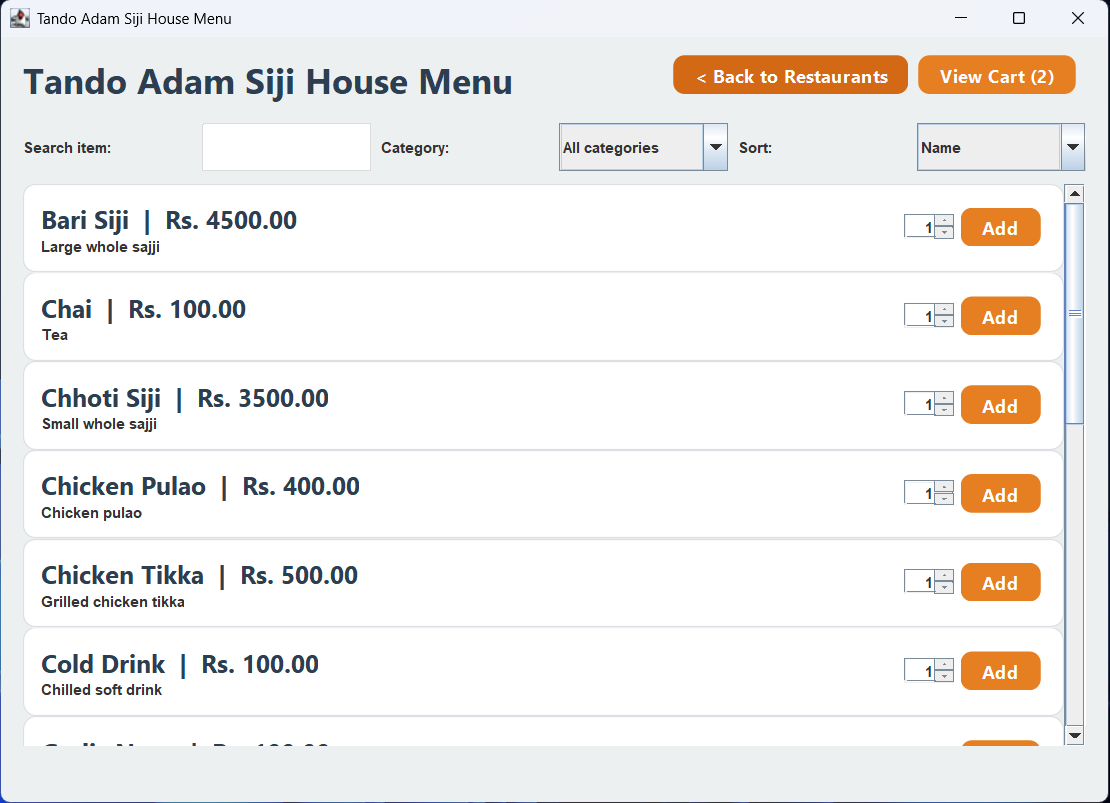 Tando Adam Siji House Menu
Tando Adam Siji House Menu
< Back to Restaurants
View Cart (2)
Search item:
Category:
All categories
Sort:
Name
Bari Siji | Rs. 4500.00
Large whole sajji
1
Add
Chai | Rs. 100.00
Tea
1
Add
Chhoti Siji | Rs. 3500.00
Small whole sajji
1
Add
Chicken Pulao | Rs. 400.00
Chicken pulao
1
Add
Chicken Tikka | Rs. 500.00
Grilled chicken tikka
1
Add
Cold Drink | Rs. 100.00
Chilled soft drink
1
Add